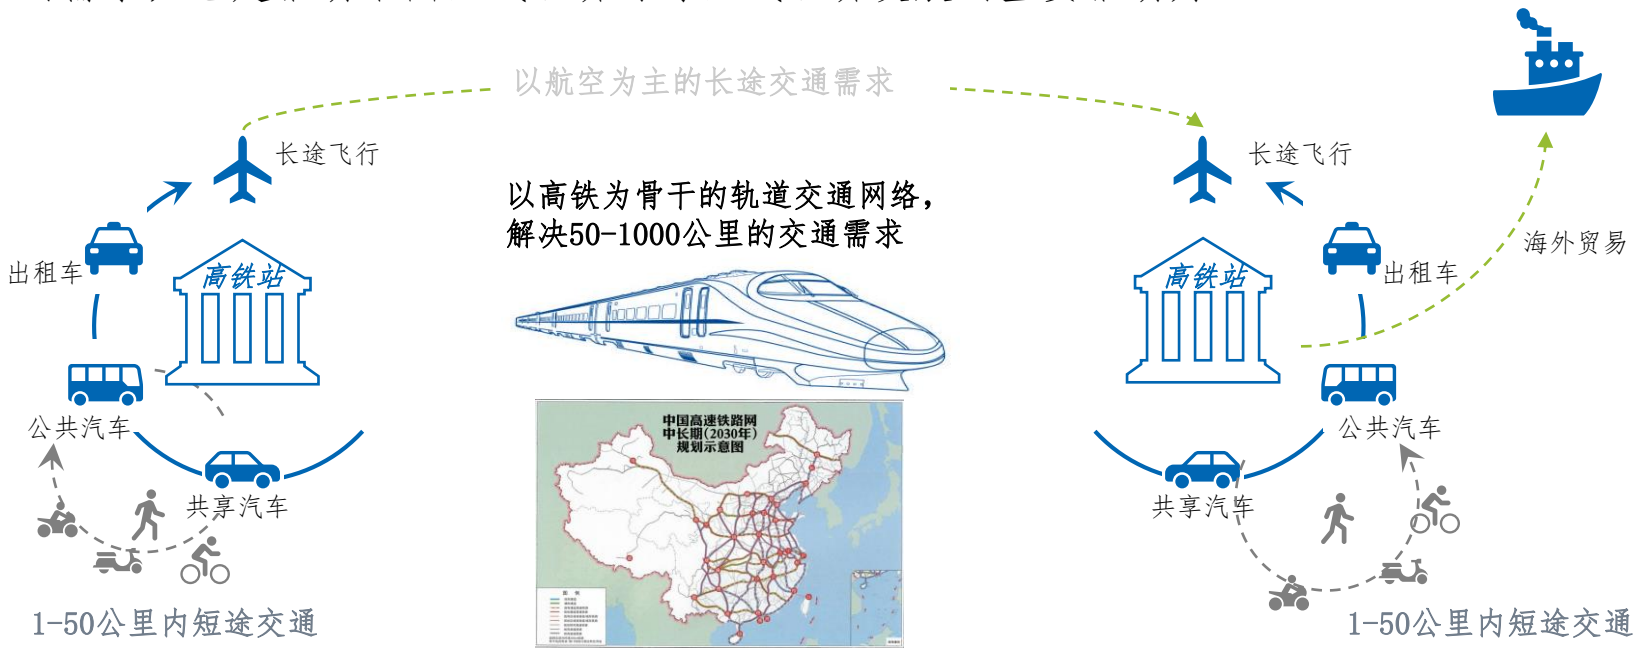 以航空为主的长途交通需求
长途飞行
长途飞行
以高铁为骨干的轨道交通网络，
解决50-1000公里的交通需求
海外贸易
出租车
高铁站
高铁站
出租车
中国高速铁路网
中长期(2030年)
规划示意图
公共汽车
公共汽车
共享汽车
共享汽车
图 例
1-50公里内短途交通
1-50公里内短途交通